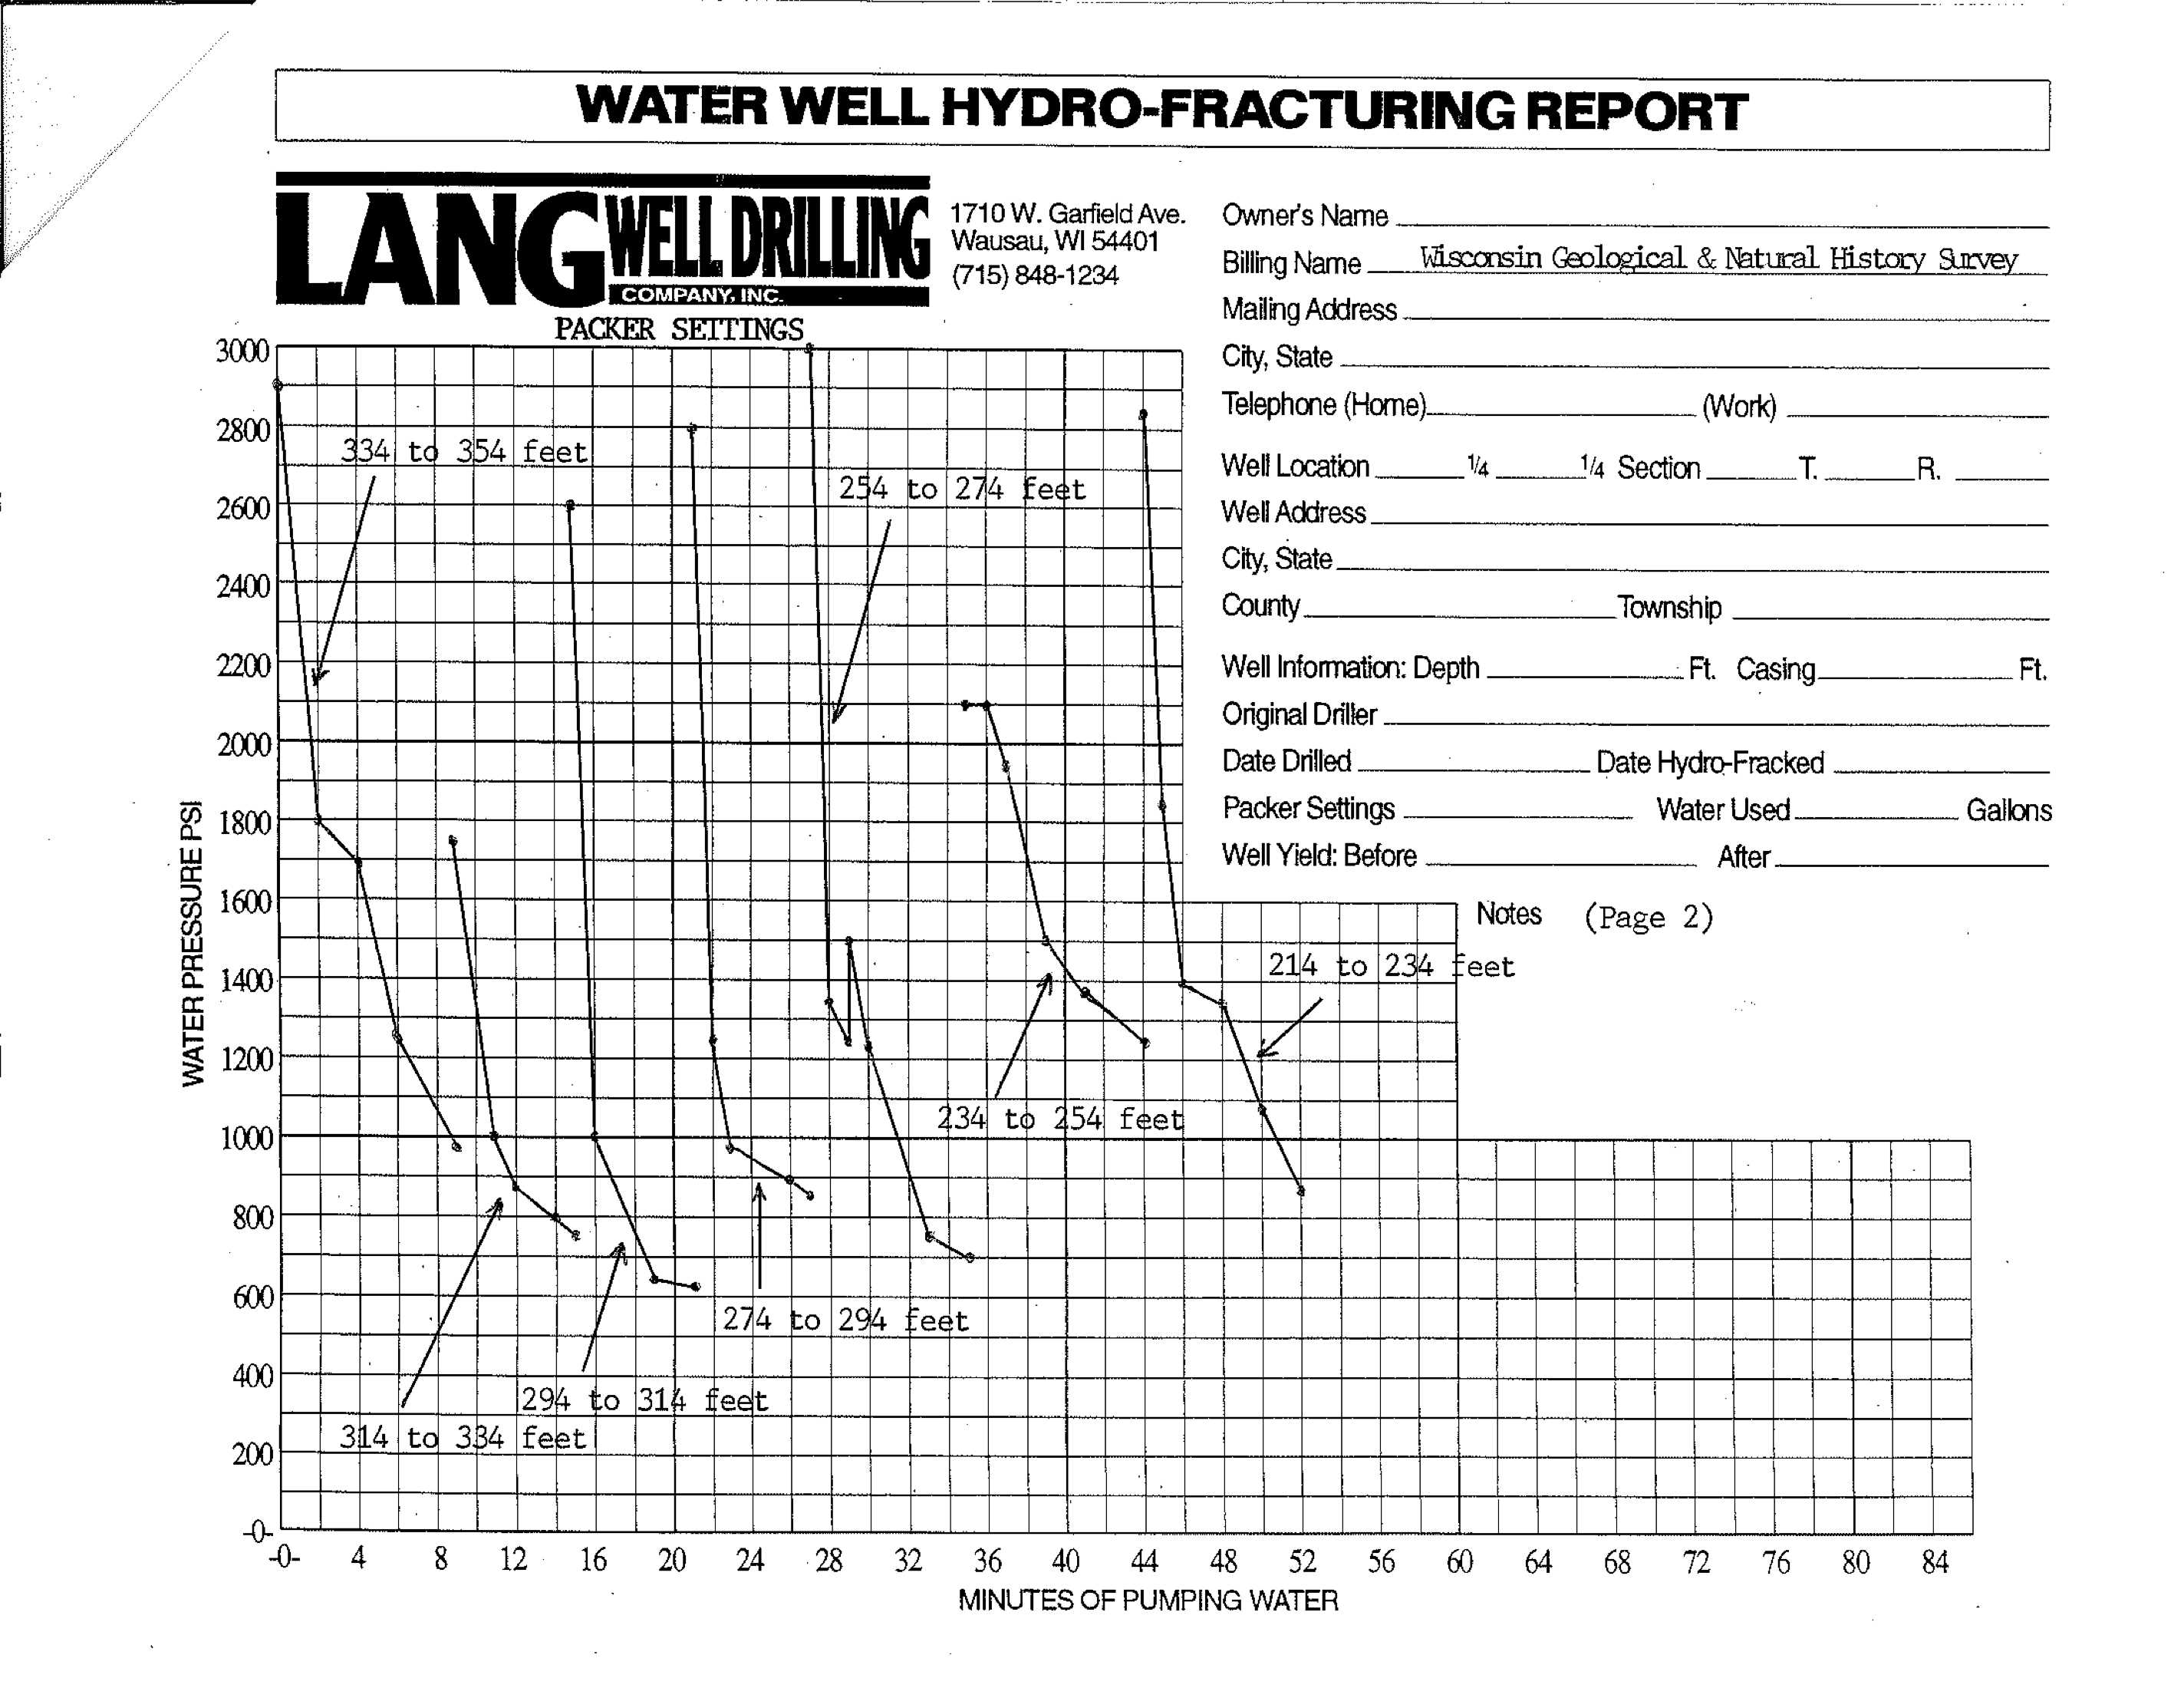 WATER WELL HYDRO-FRACTURING REPORT
LANG WELL DRILLING
COMPANY, INC.
1710 W. Garfield Ave.
Wausau, WI 54401
(715) 848-1234
Owner's Name
Billing Name Wisconsin Geological & Natural History Survey
Mailing Address
City, State
Telephone (Home) (Work)
Well Location 1/4 1/4 Section T. R.
Well Address
City, State
County Township
Well Information: Depth Ft. Casing Ft.
Original Driller
Date Drilled Date Hydro-Fracked
Packer Settings Water Used Gallons
Well Yield: Before After
Notes (Page 2)
PACKER SETTINGS
WATER PRESSURE PSI
3000
2800
2600
2400
2200
2000
1800
1600
1400
1200
1000
800
600
400
200
-0-
334 to 354 feet
254 to 274 feet
214 to 234 feet
234 to 254 feet
274 to 294 feet
294 to 314 feet
314 to 334 feet
-0- 4 8 12 16 20 24 28 32 36 40 44 48 52 56 60 64 68 72 76 80 84
MINUTES OF PUMPING WATER